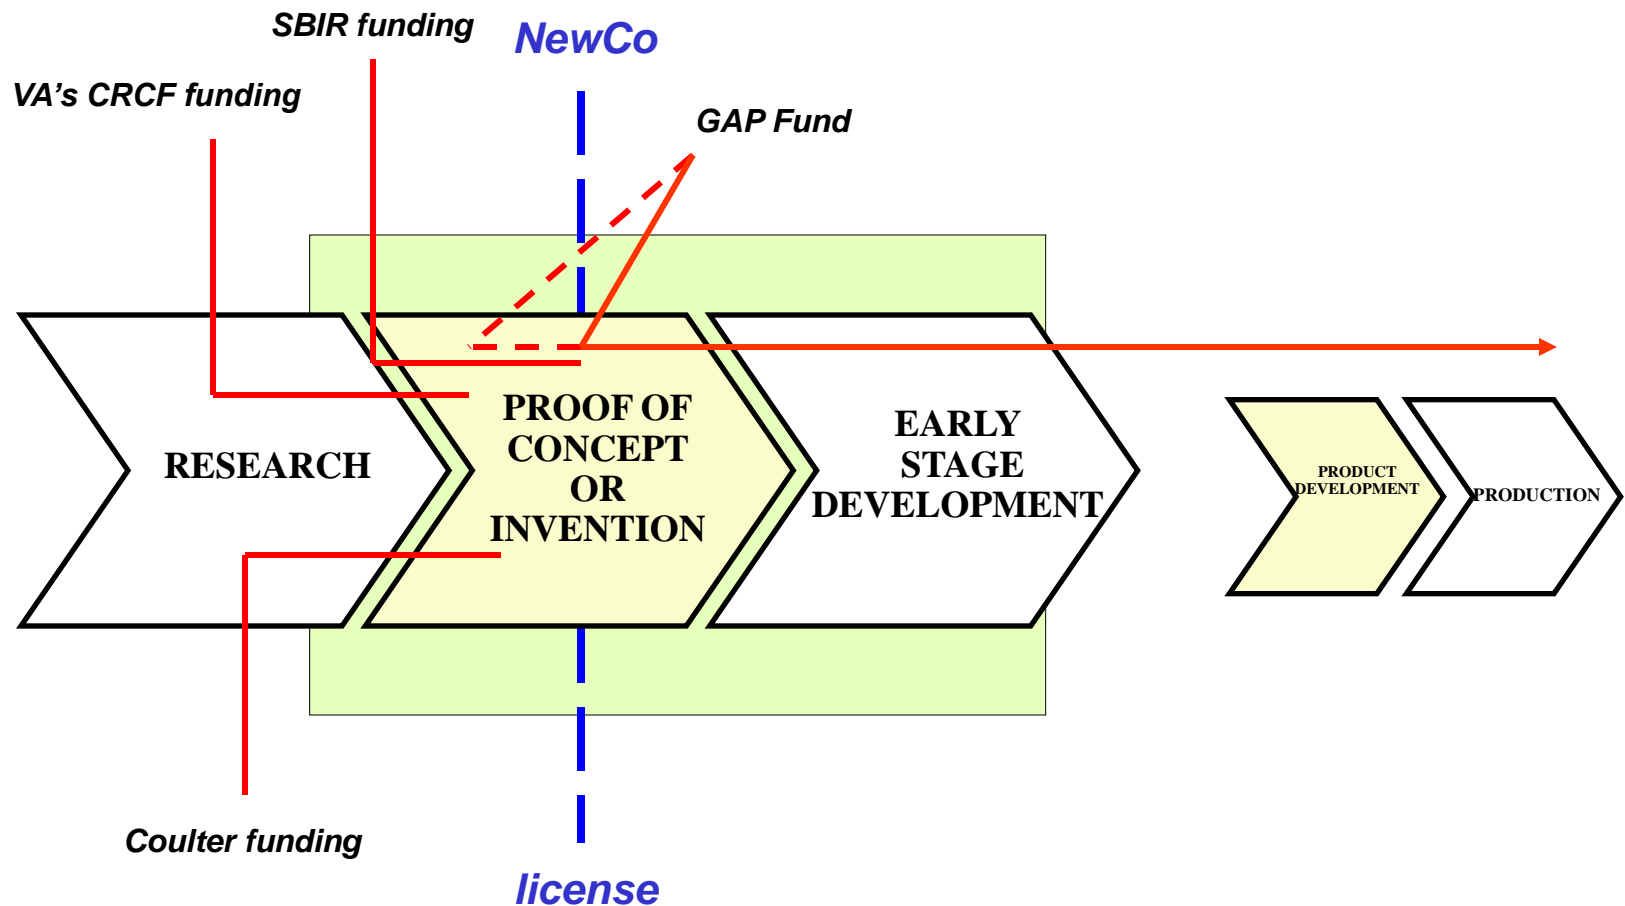 SBIR funding
NewCo
VA's CRCF funding
GAP Fund
RESEARCH
PROOF OF
CONCEPT
OR
INVENTION
EARLY
STAGE
DEVELOPMENT
PRODUCT
DEVELOPMENT
PRODUCTION
Coulter funding
license